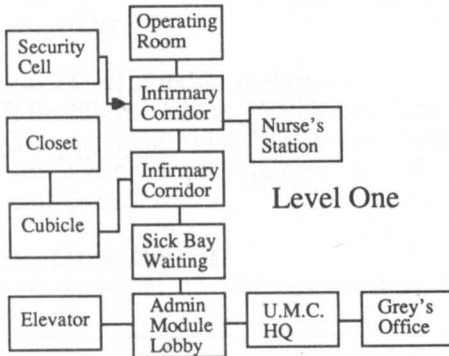 Operating
Room
Security
Cell
Infirmary
Corridor
Nurse's
Station
Closet
Infirmary
Corridor
Level One
Cubicle
Sick Bay
Waiting
Elevator
Admin
Module
Lobby
U.M.C.
HQ
Grey's
Office